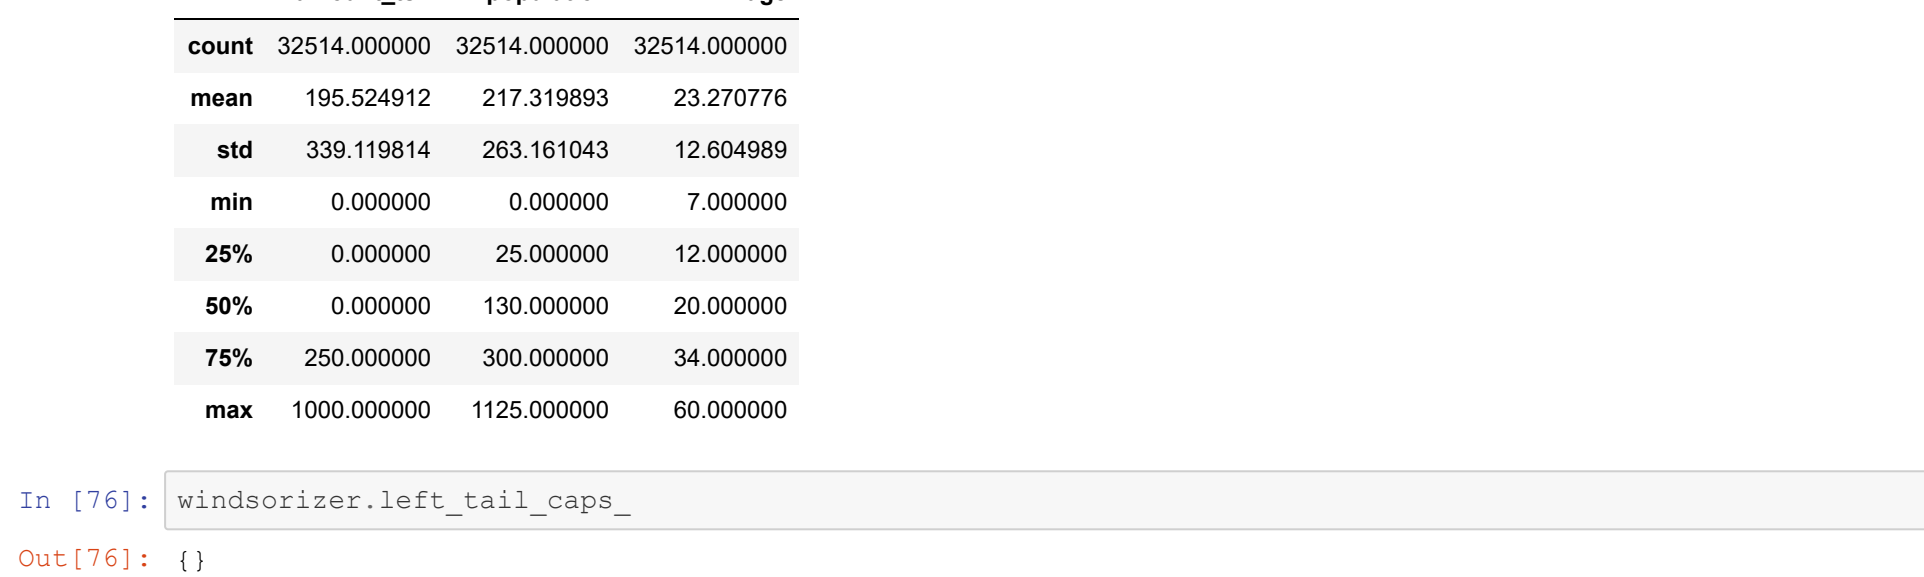 count 32514.000000 32514.000000 32514.000000
mean 195.524912 217.319893 23.270776
std 339.119814 263.161043 12.604989
min 0.000000 0.000000 7.000000
25% 0.000000 25.000000 12.000000
50% 0.000000 130.000000 20.000000
75% 250.000000 300.000000 34.000000
max 1000.000000 1125.000000 60.000000
In [76]: windsorizer.left_tail_caps_
Out[76]: {}